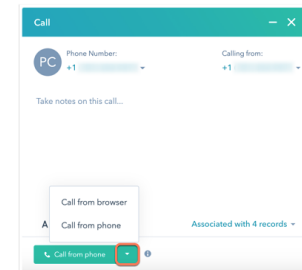 Call
PC
Phone Number:
+1
Calling from:
+1
Take notes on this call...
Call from browser
Call from phone
A
Associated with 4 records
Call from phone